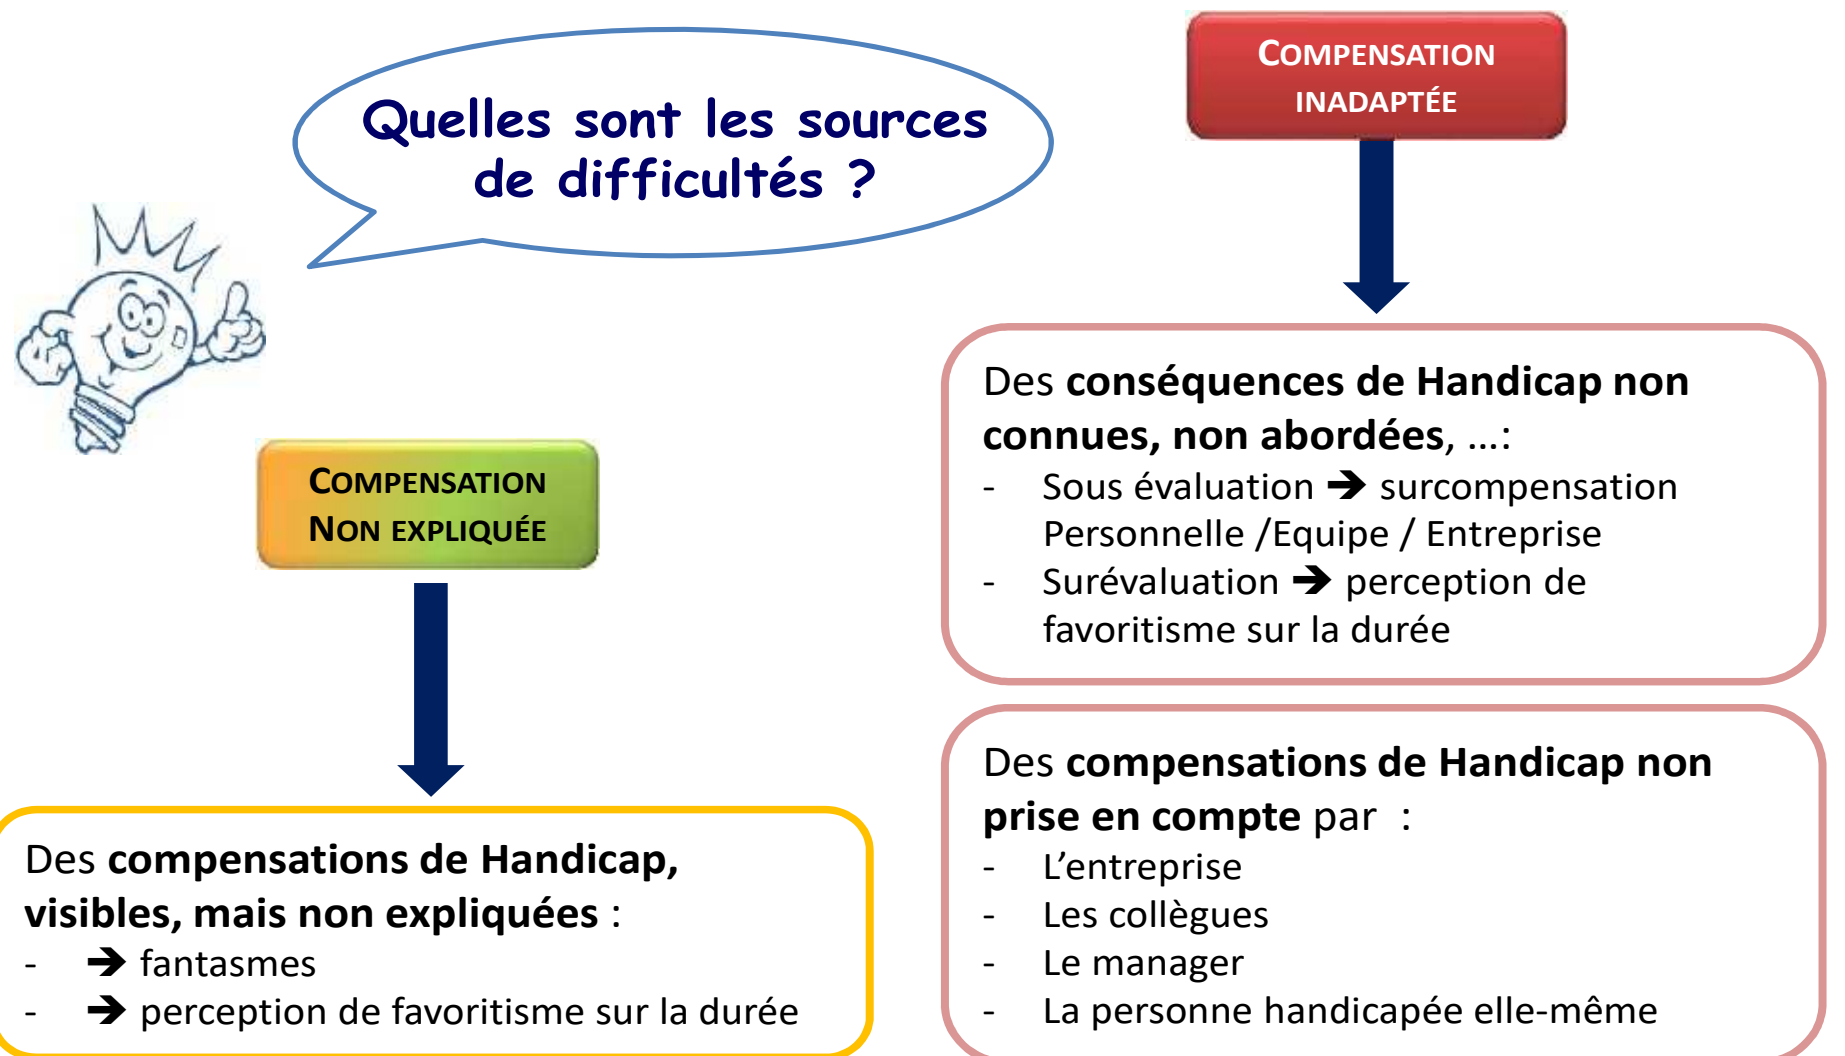 Quelles sont les sources
de difficultés ?
COMPENSATION
INADAPTÉE
Des conséquences de Handicap non
connues, non abordées, …:
- Sous évaluation ➔ surcompensation
Personnelle /Equipe / Entreprise
- Surévaluation ➔ perception de
favoritisme sur la durée
Des compensations de Handicap non
prise en compte par :
- L’entreprise
- Les collègues
- Le manager
- La personne handicapée elle-même
COMPENSATION
NON EXPLIQUÉE
Des compensations de Handicap,
visibles, mais non expliquées :
- ➔ fantasmes
- ➔ perception de favoritisme sur la durée